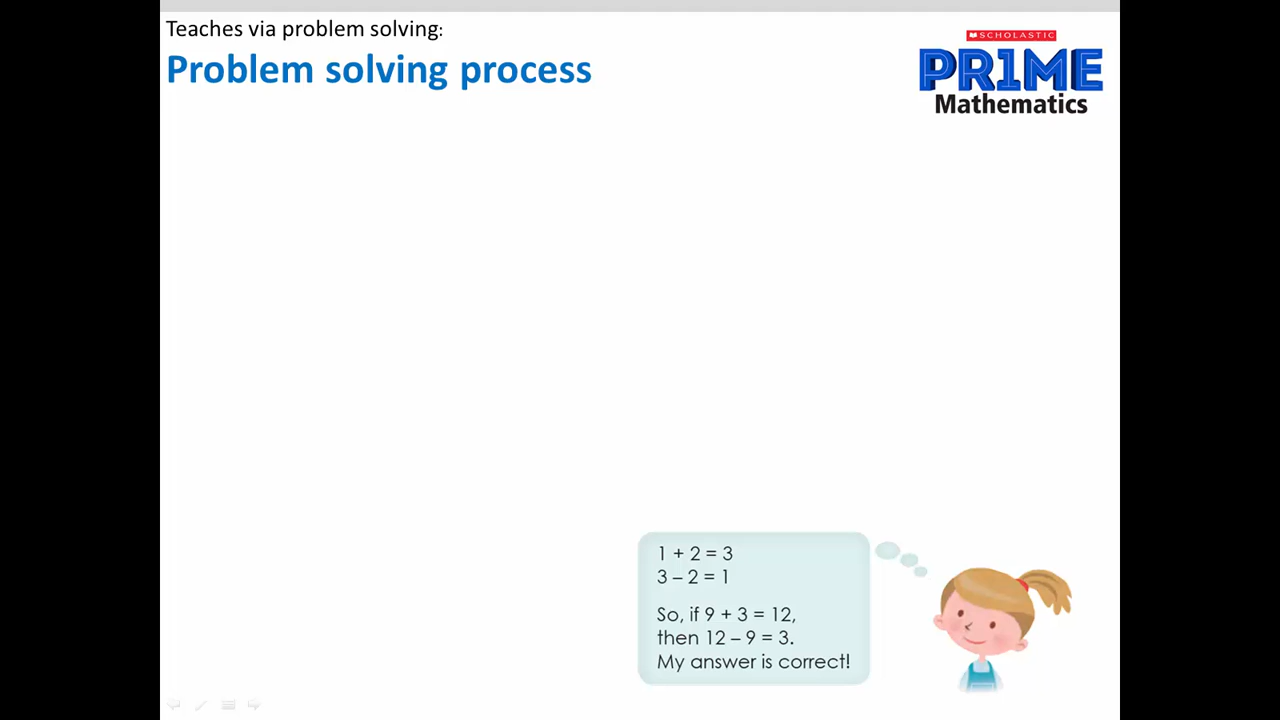 Teaches via problem solving:
Problem solving process
SCHOLASTIC
PR1ME
Mathematics
1 + 2 = 3
3 – 2 = 1
So, if 9 + 3 = 12,
then 12 – 9 = 3.
My answer is correct!